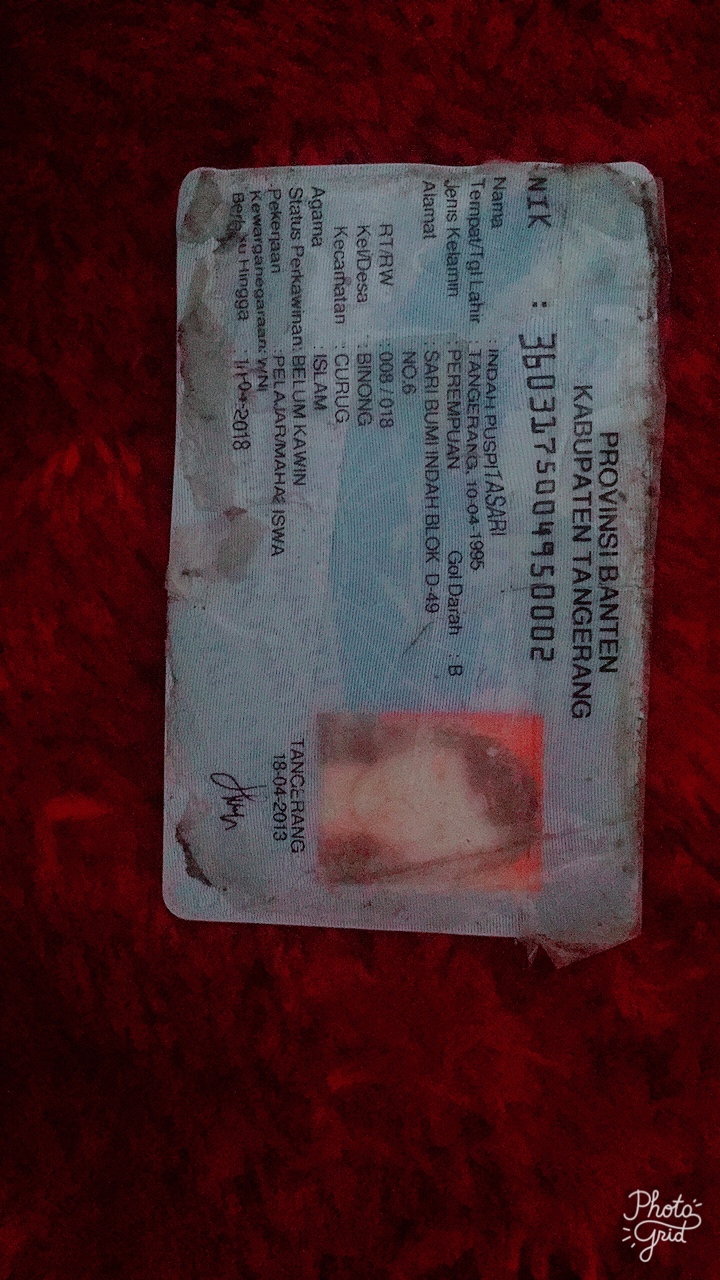 PROVINSI BANTEN
KABUPATEN TANGERANG
NIK : 3603175004950002
Nama : INDAH PUSPITASARI
Tempat/Tgl Lahir : TANGERANG, 10-04-1995
Jenis Kelamin : PEREMPUAN Gol Darah : B
Alamat : SARI BUMI INDAH BLOK D-49
NO.6
RT/RW : 008 / 018
Kel/Desa : BINONG
Kecamatan : CURUG
Agama : ISLAM
Status Perkawinan: BELUM KAWIN
Pekerjaan : PELAJAR/MAHASISWA
Kewarganegaraan: WNI
Berlaku Hingga -04-2018
TANGERANG
18-04-2013
Photo
Grid